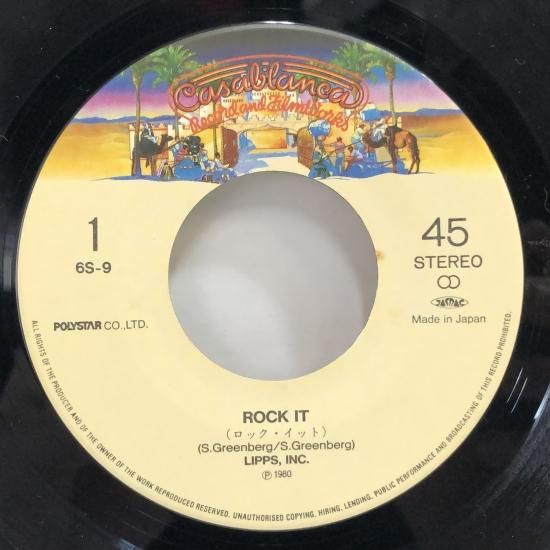 Casablanca
Record and FilmWorks
1
6S-9
45
STEREO
JASRAC
Made in Japan
POLYSTAR CO.,LTD.
ROCK IT
(ロック・イット)
(S.Greenberg/S.Greenberg)
LIPPS, INC.
Ⓟ 1980
ALL RIGHTS OF THE PRODUCER AND OF THE OWNER OF THE WORK REPRODUCED RESERVED. UNAUTHORISED COPYING. HIRING. LENDING. PUBLIC PERFORMANCE AND BROADCASTING OF THIS RECORD PROHIBITED.